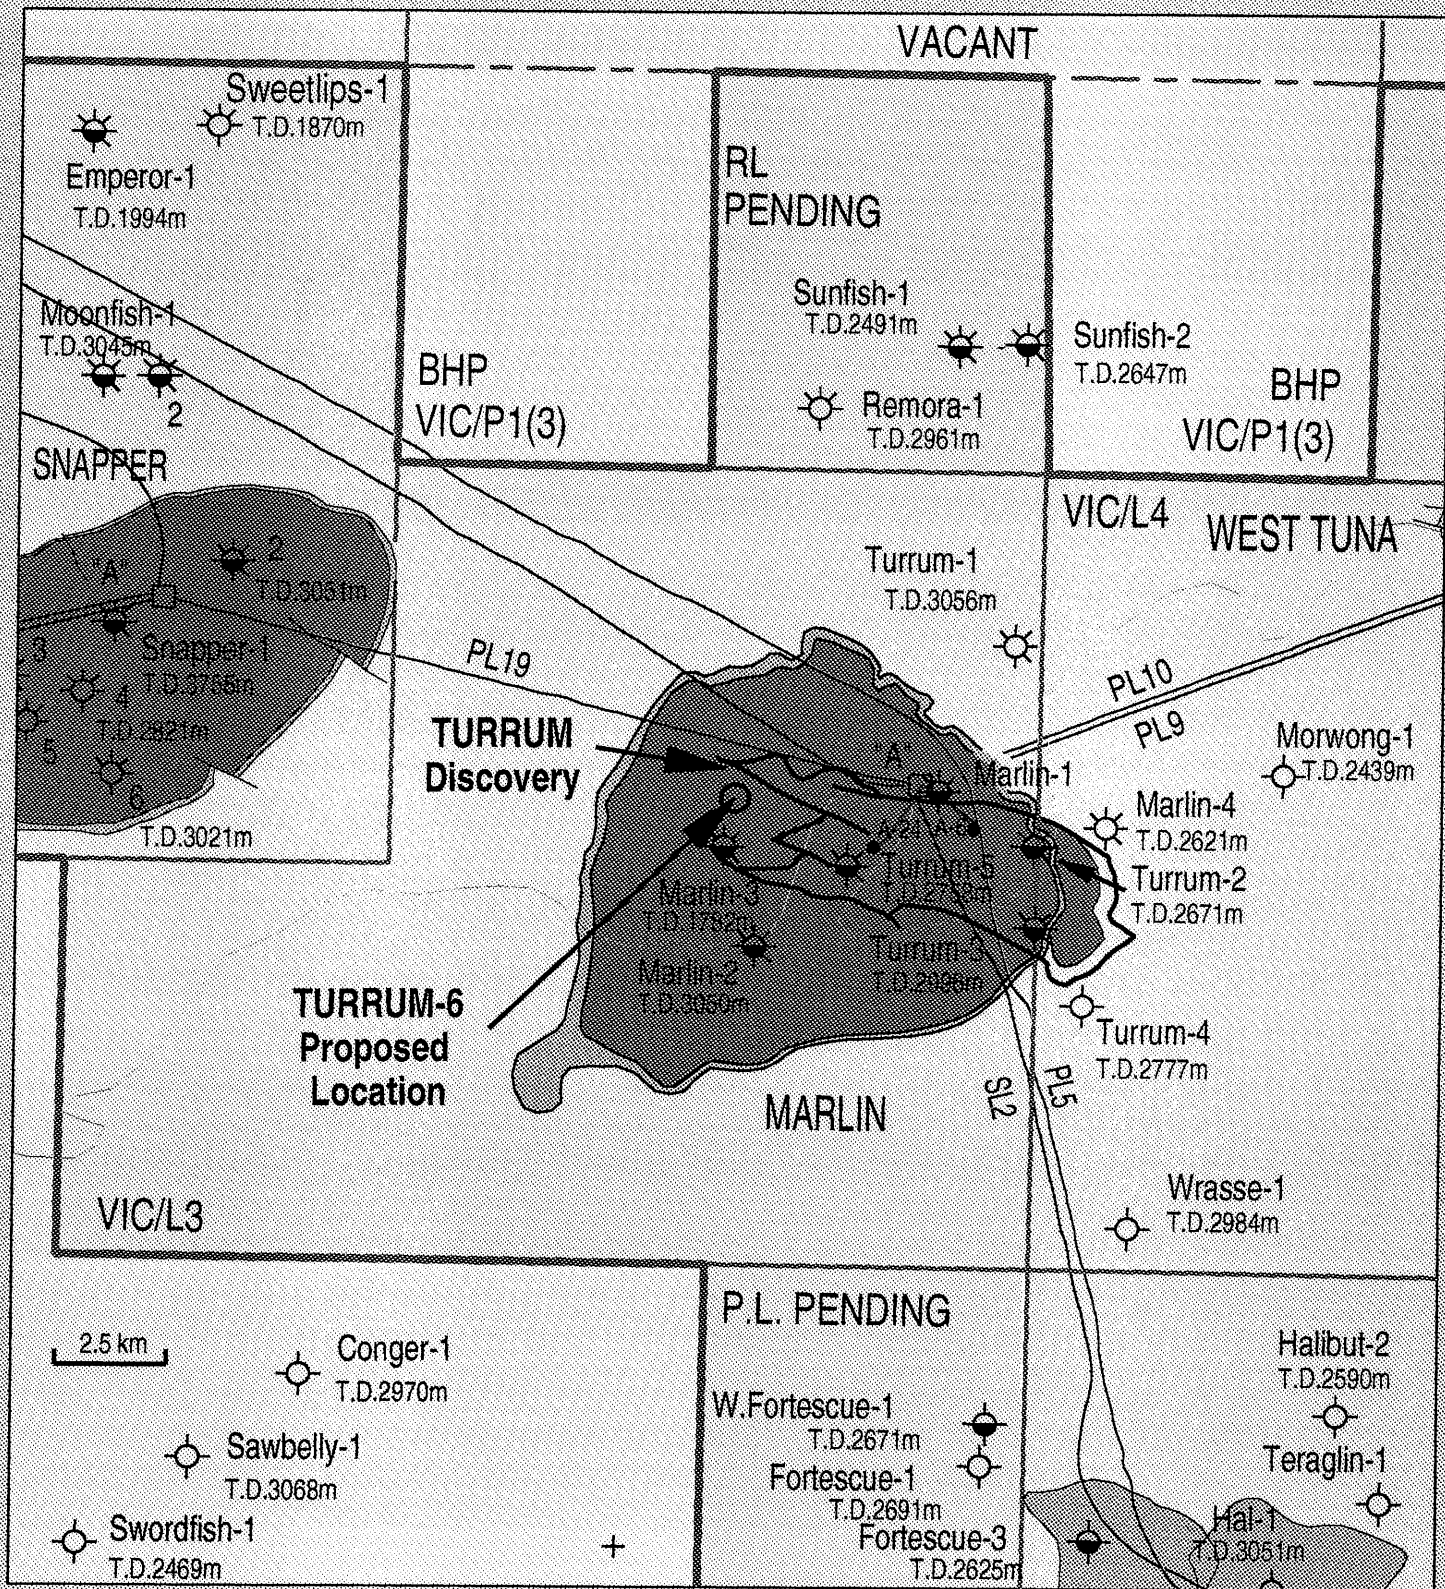 VACANT
Sweetlips-1
T.D.1870m
Emperor-1
T.D.1994m
RL
PENDING
Moonfish-1
T.D.3045m
2
Sunfish-1
T.D.2491m
Sunfish-2
T.D.2647m
BHP
VIC/P1(3)
Remora-1
T.D.2961m
BHP
VIC/P1(3)
SNAPPER
VIC/L4
WEST TUNA
"A"
2
T.D.3051m
Turrum-1
T.D.3056m
3
Snapper-1
4
T.D.2821m
5
6
T.D.3021m
PL19
PL10
PL9
TURRUM
Discovery
"A"
Marlin-1
Morwong-1
T.D.2439m
Marlin-4
T.D.2621m
Turrum-5
Turrum-2
T.D.2671m
Marlin-3
T.D.1792m
Marlin-2
T.D.3050m
Turrum-3
TURRUM-6
Proposed
Location
Turrum-4
T.D.2777m
SL2
PL5
MARLIN
VIC/L3
Wrasse-1
T.D.2984m
P.L. PENDING
2.5 km
Conger-1
T.D.2970m
Halibut-2
T.D.2590m
W.Fortescue-1
T.D.2671m
Sawbelly-1
T.D.3068m
Fortescue-1
T.D.2691m
Teraglin-1
Swordfish-1
T.D.2469m
Fortescue-3
T.D.2625m
Hal-1
T.D.3051m